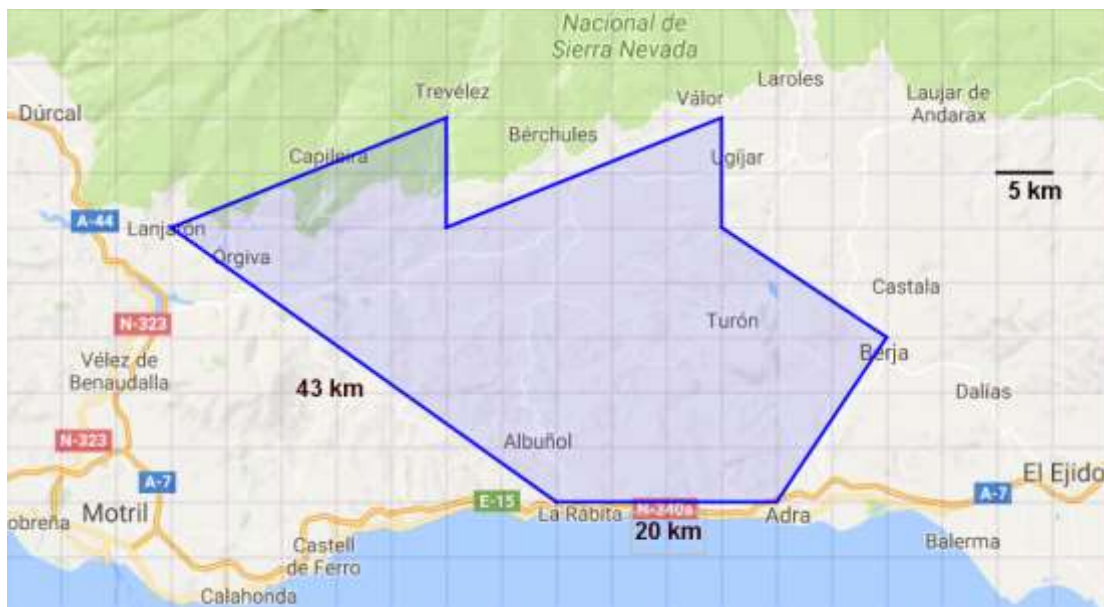 Nacional de
Sierra Nevada
Trevélez
Laroles
Válor
Laujar de
Andarax
Dúrcal
Bérchules
Capileira
Ugíjar
5 km
A-44
Lanjarón
Orgiva
Castala
N-323
Turón
Berja
Vélez de
Benaudalla
43 km
Dalías
N-323
Albuñol
A-7
El Ejido
E-15
A-7
Motril
La Rábita
N-340a
Adra
obreña
20 km
Balerma
Castell
de Ferro
Calahonda